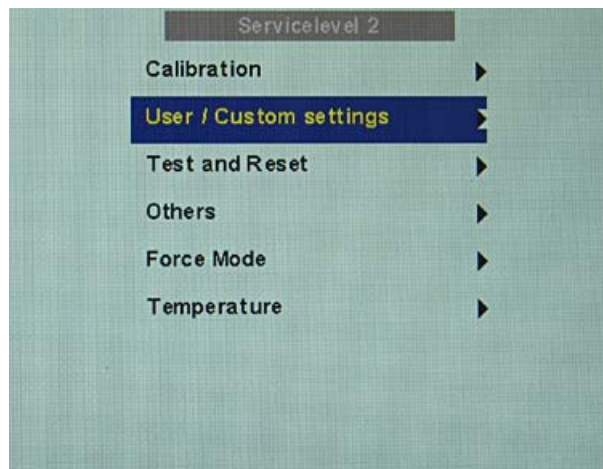 Servicelevel 2
Calibration
User / Custom settings
Test and Reset
Others
Force Mode
Temperature